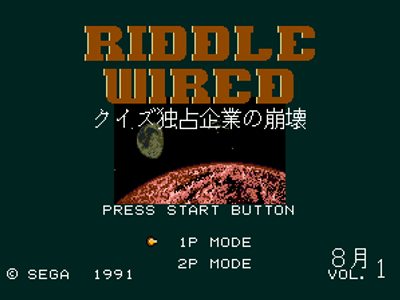 RIDDLE
WIRED
クイズ独占企業の崩壊
PRESS START BUTTON
1P MODE
2P MODE
8月
© SEGA 1991
VOL. 1